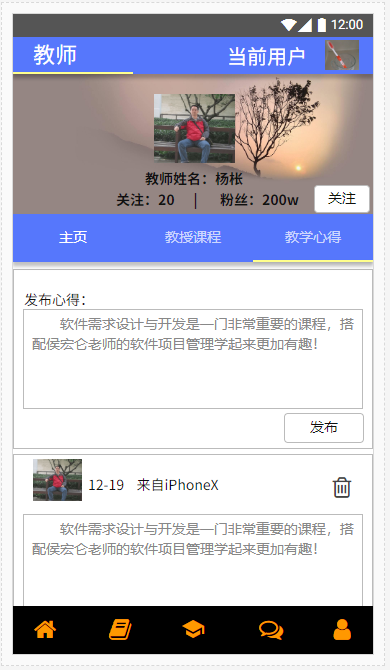 12:00
教师
当前用户
教师姓名：杨枨
关注：20 | 粉丝：200w
关注
主页
教授课程
教学心得
发布心得：
软件需求设计与开发是一门非常重要的课程，搭
配侯宏仑老师的软件项目管理学起来更加有趣！
发布
12-19 来自iPhoneX
软件需求设计与开发是一门非常重要的课程，搭
配侯宏仑老师的软件项目管理学起来更加有趣！